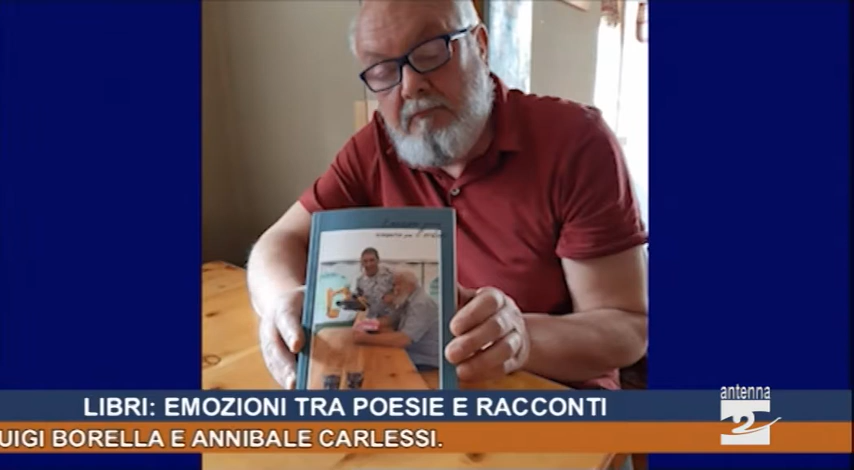 LIBRI: EMOZIONI TRA POESIE E RACCONTI
UIGI BORELLA E ANNIBALE CARLESSI.
antenna
2